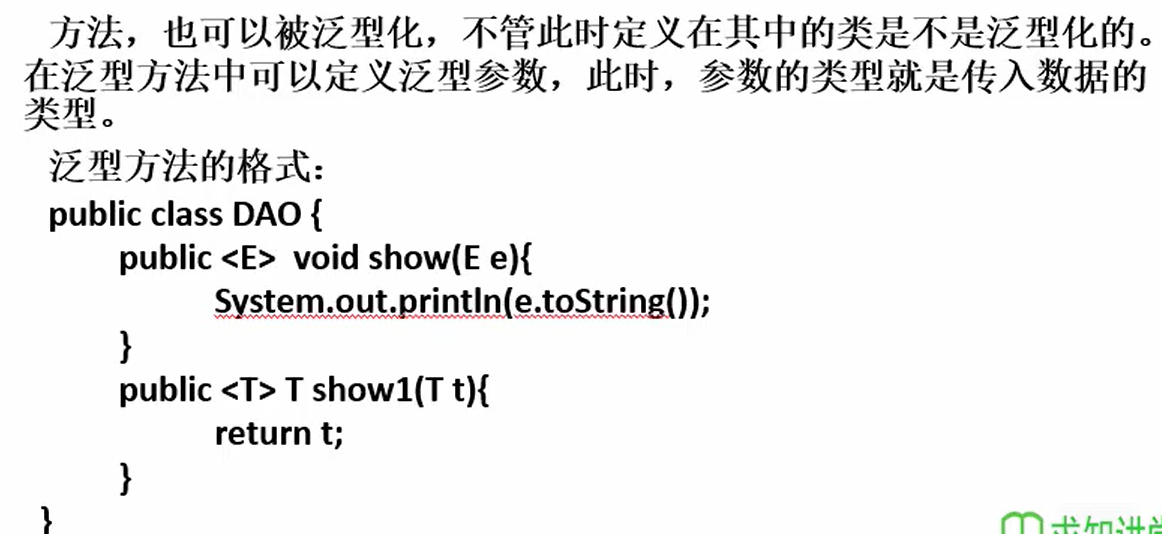 方法，也可以被泛型化，不管此时定义在其中的类是不是泛型化的。
在泛型方法中可以定义泛型参数，此时，参数的类型就是传入数据的
类型。
泛型方法的格式：
public class DAO {
public <E>  void show(E e){
System.out.println(e.toString());
}
public <T> T show1(T t){
return t;
}
}
求知讲